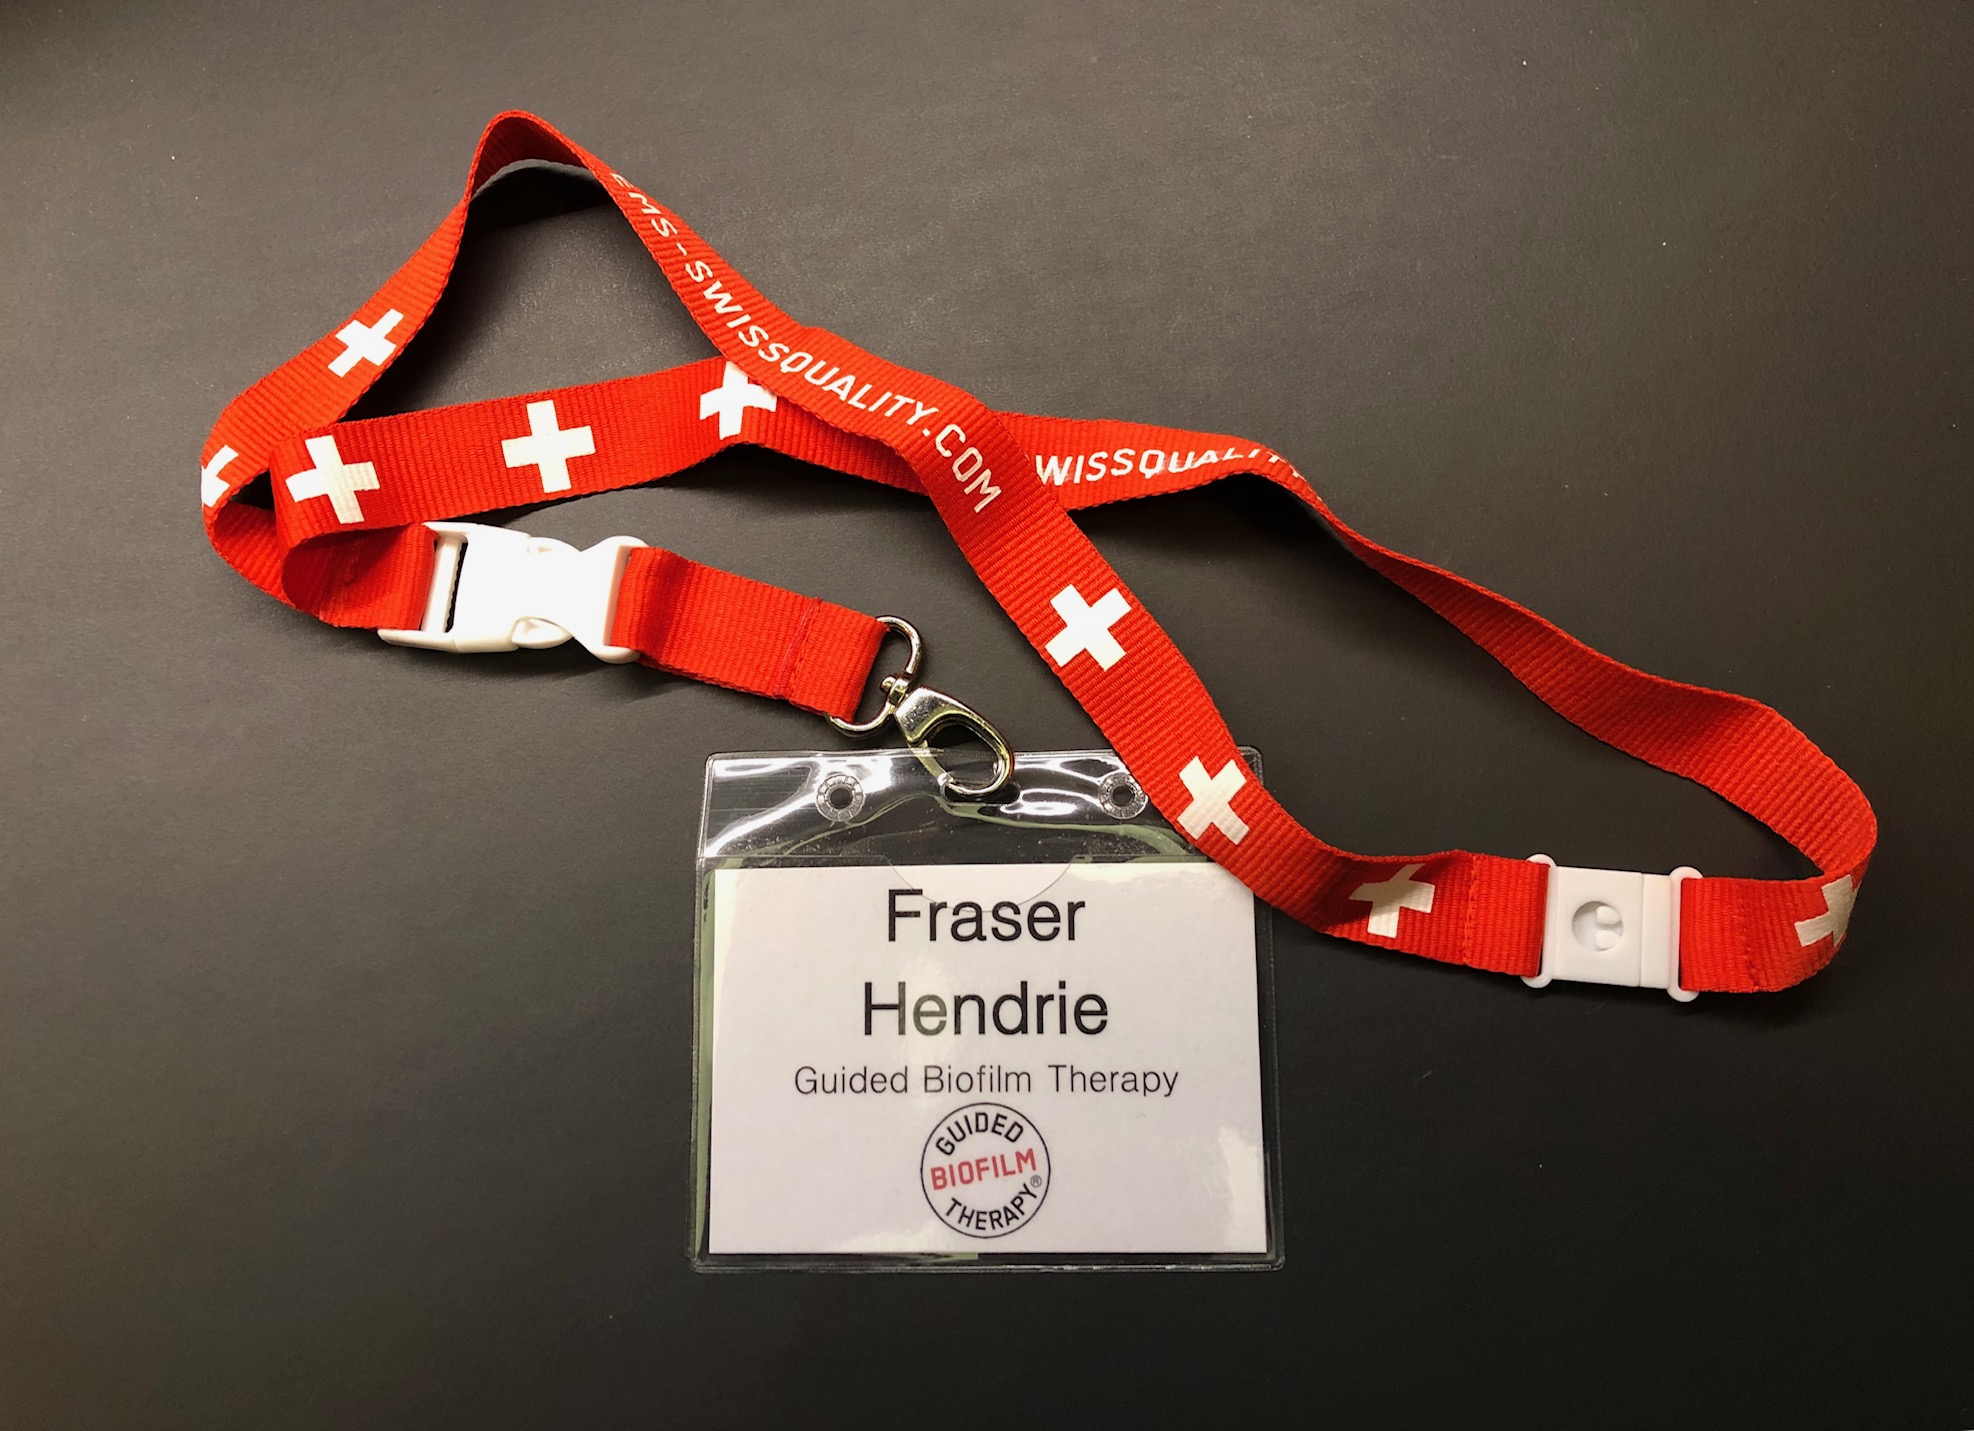 EMS-SWISSQUALITY.COM
WISSQUALITY
Fraser
Hendrie
Guided Biofilm Therapy
GUIDED
BIOFILM
THERAPY®